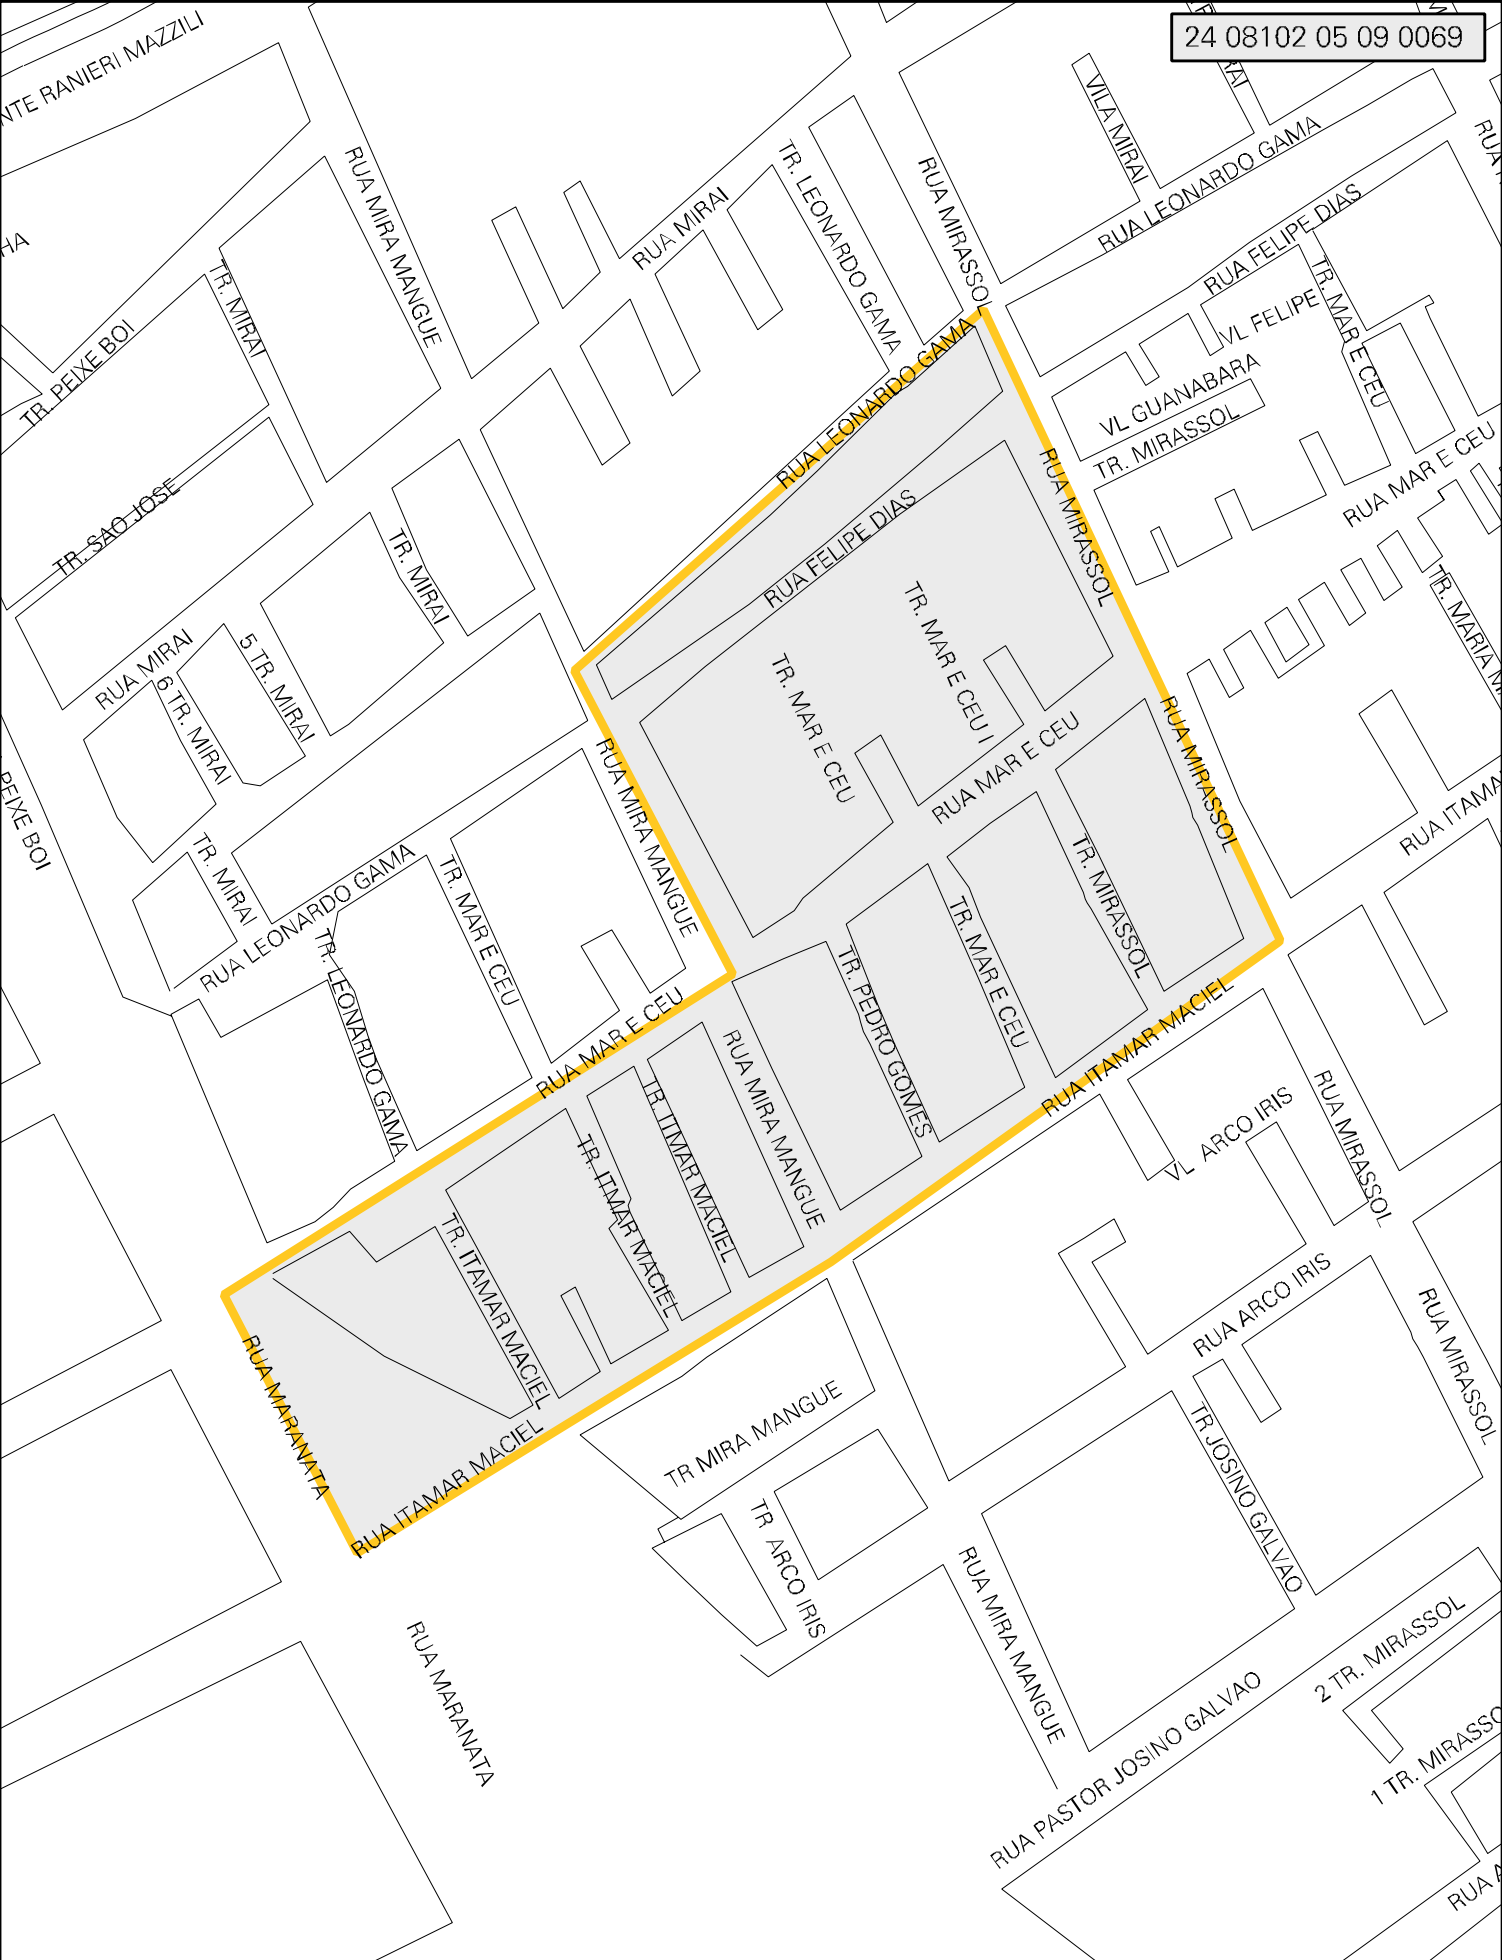 24 08102 05 09 0069
NTE RANIERI MAZZILI
VILA MIRAI
RUA MIRA MANGUE
TR. LEONARDO GAMA
RUA MIRASSOL
RUA LEONARDO GAMA
RUA MIRAI
RUA FELIPE DIAS
HA
TR. MIRAI
TR. MAR E CEU
VL FELIPE
TR. PEIXE BOI
VL GUANABARA
TR. MIRASSOL
RUA LEONARDO GAMA
RUA MAR E CEU
TR. SAO JOSE
RUA MIRASSOL
RUA FELIPE DIAS
TR. MIRAI
TR. MAR E CEU I
TR. MARIA M
RUA MIRAI
5 TR. MIRAI
6 TR. MIRAI
TR. MAR E CEU
RUA MAR E CEU
RUA MIRASSOL
RUA MIRA MANGUE
PEIXE BOI
RUA ITAMA
TR. MIRAI
RUA LEONARDO GAMA
TR. MAR E CEU
TR. MIRASSOL
TR. MAR E CEU
TR. LEONARDO GAMA
TR. PEDRO GOMES
RUA MAR E CEU
RUA ITAMAR MACIEL
RUA MIRA MANGUE
TR. ITMAR MACIEL
TR. ITMAR MACIEL
VL ARCO IRIS
RUA MIRASSOL
TR. ITAMAR MACIEL
RUA ARCO IRIS
RUA MIRASSOL
RUA MARANATA
RUA ITAMAR MACIEL
TR MIRA MANGUE
TR JOSINO GALVAO
TR ARCO IRIS
RUA MIRA MANGUE
RUA MARANATA
2 TR. MIRASSOL
RUA PASTOR JOSINO GALVAO
1 TR. MIRASSO
RUA A